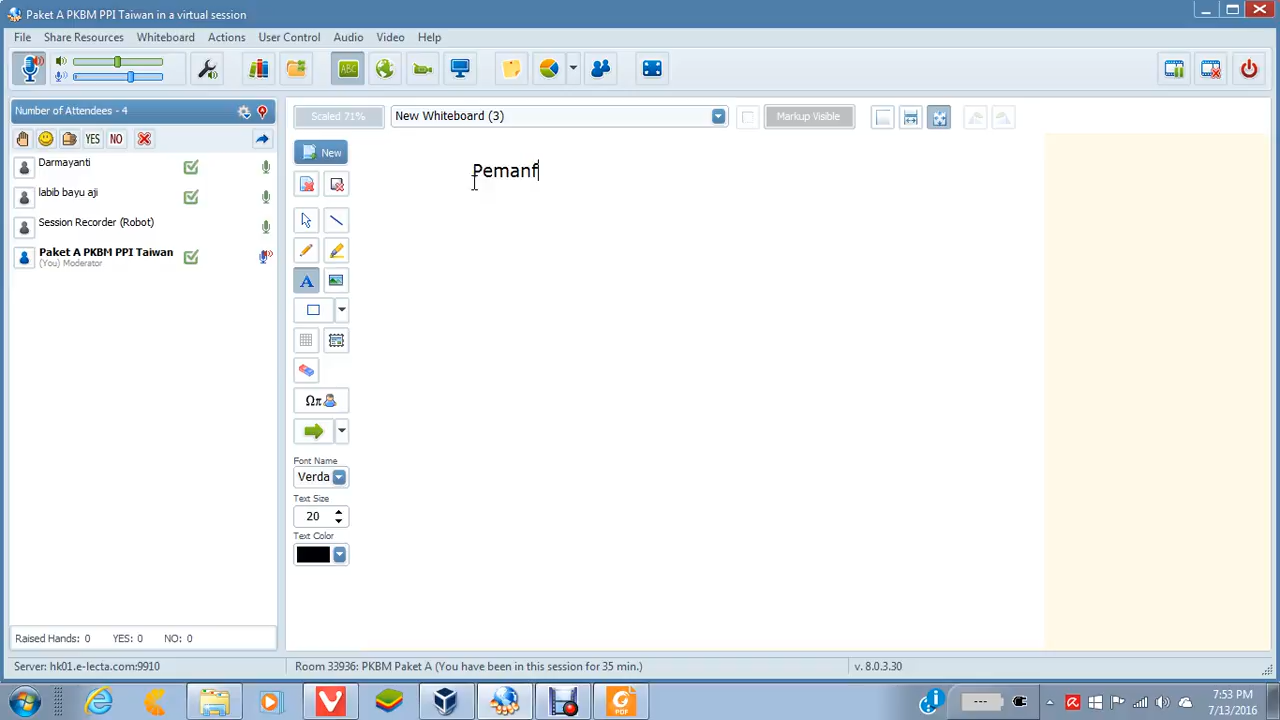 Paket A PKBM PPI Taiwan in a virtual session
File Share Resources Whiteboard Actions User Control Audio Video Help
ABC
Number of Attendees - 4
YES NO
Darmayanti
labib bayu aji
Session Recorder (Robot)
Paket A PKBM PPI Taiwan
(You) Moderator
Scaled 71% New Whiteboard (3) Markup Visible
New
Pemanf
A
Ωπ
Font Name
Verda
Text Size
20
Text Color
Raised Hands: 0 YES: 0 NO: 0
Server: hk01.e-lecta.com:9910 Room 33936: PKBM Paket A (You have been in this session for 35 min.) v. 8.0.3.30
PDF
7:53 PM
7/13/2016